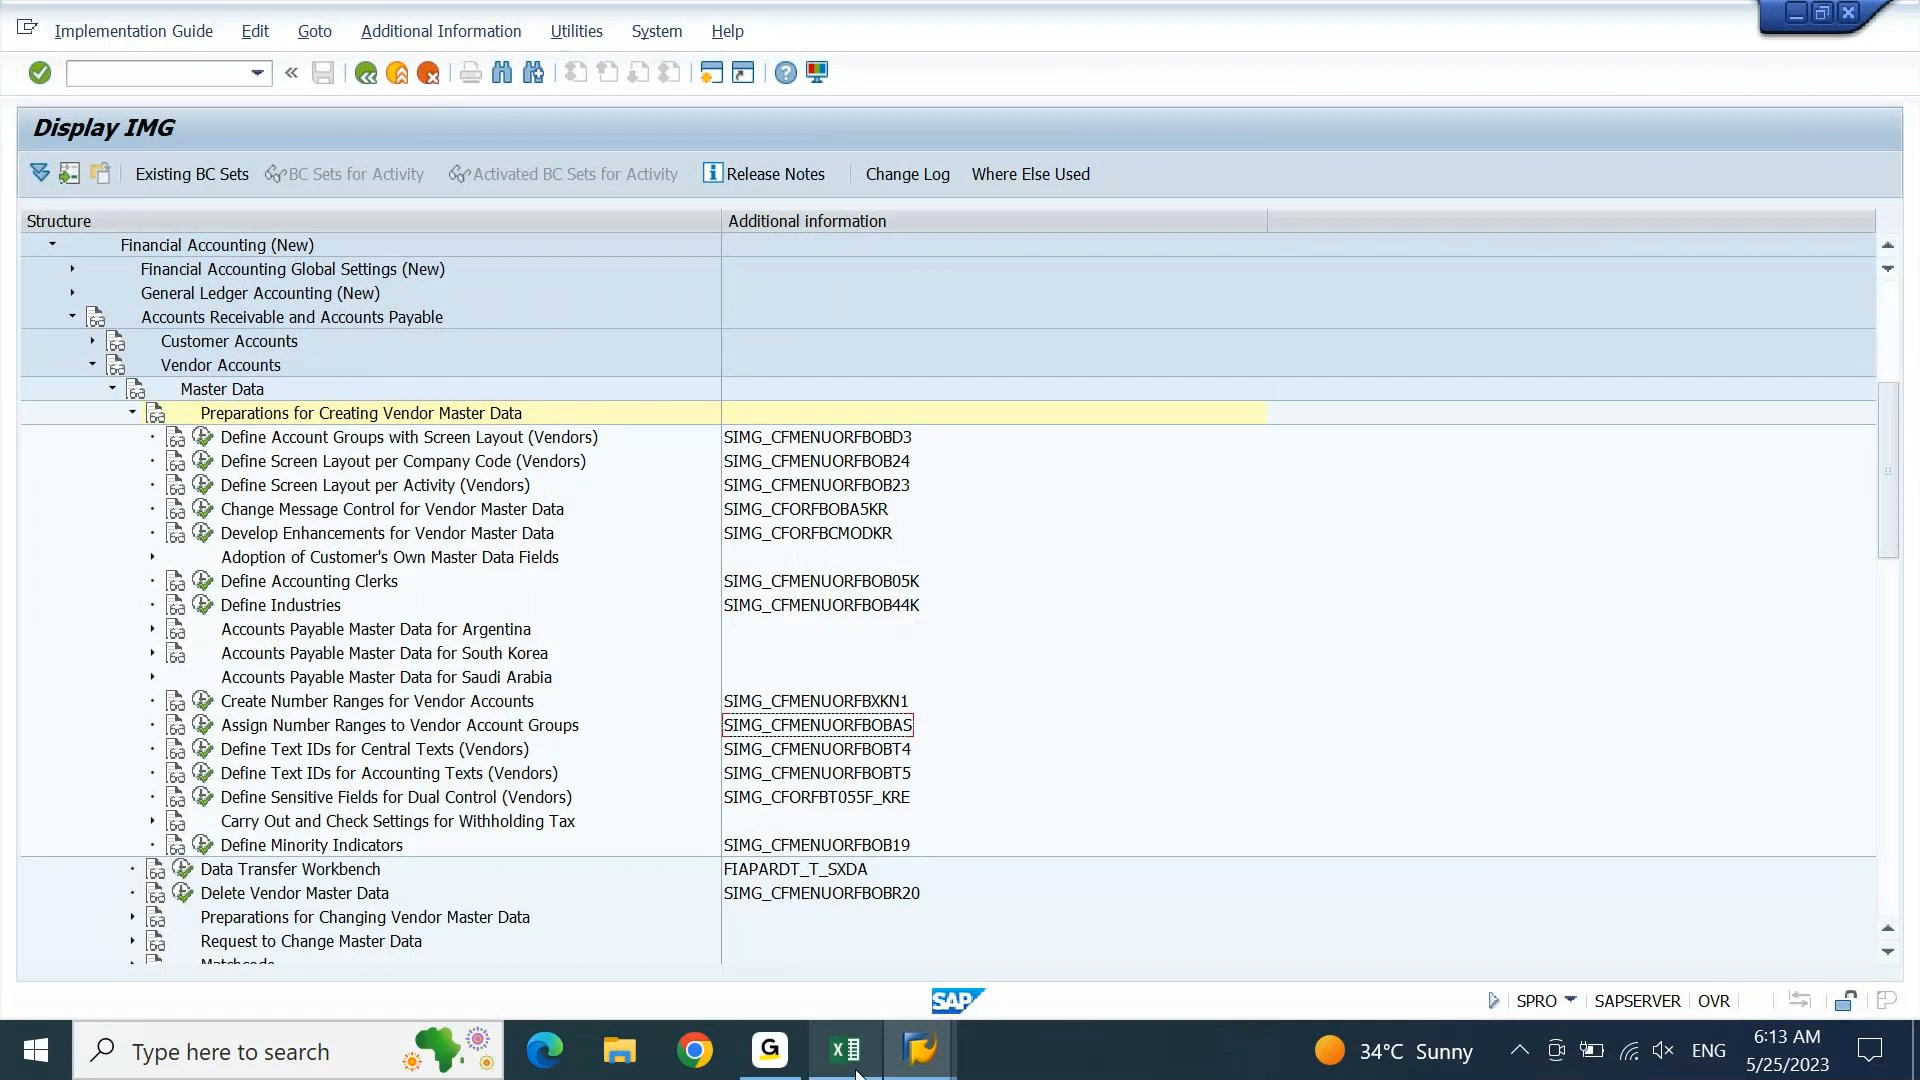 Implementation Guide Edit Goto Additional Information Utilities System Help
Display IMG
Existing BC Sets BC Sets for Activity Activated BC Sets for Activity Release Notes Change Log Where Else Used
Structure Additional information
Financial Accounting (New)
Financial Accounting Global Settings (New)
General Ledger Accounting (New)
Accounts Receivable and Accounts Payable
Customer Accounts
Vendor Accounts
Master Data
Preparations for Creating Vendor Master Data
Define Account Groups with Screen Layout (Vendors) SIMG_CFMENUORFBOBD3
Define Screen Layout per Company Code (Vendors) SIMG_CFMENUORFBOB24
Define Screen Layout per Activity (Vendors) SIMG_CFMENUORFBOB23
Change Message Control for Vendor Master Data SIMG_CFORFBOBA5KR
Develop Enhancements for Vendor Master Data SIMG_CFORFBCMODKR
Adoption of Customer's Own Master Data Fields
Define Accounting Clerks SIMG_CFMENUORFBOB05K
Define Industries SIMG_CFMENUORFBOB44K
Accounts Payable Master Data for Argentina
Accounts Payable Master Data for South Korea
Accounts Payable Master Data for Saudi Arabia
Create Number Ranges for Vendor Accounts SIMG_CFMENUORFBXKN1
Assign Number Ranges to Vendor Account Groups SIMG_CFMENUORFBOBAS
Define Text IDs for Central Texts (Vendors) SIMG_CFMENUORFBOBT4
Define Text IDs for Accounting Texts (Vendors) SIMG_CFMENUORFBOBT5
Define Sensitive Fields for Dual Control (Vendors) SIMG_CFORFBT055F_KRE
Carry Out and Check Settings for Withholding Tax
Define Minority Indicators SIMG_CFMENUORFBOB19
Data Transfer Workbench FIAPARDT_T_SXDA
Delete Vendor Master Data SIMG_CFMENUORFBOBR20
Preparations for Changing Vendor Master Data
Request to Change Master Data
Matchcode
SAP SPRO SAPSERVER OVR
Type here to search 34°C Sunny ENG 6:13 AM
5/25/2023